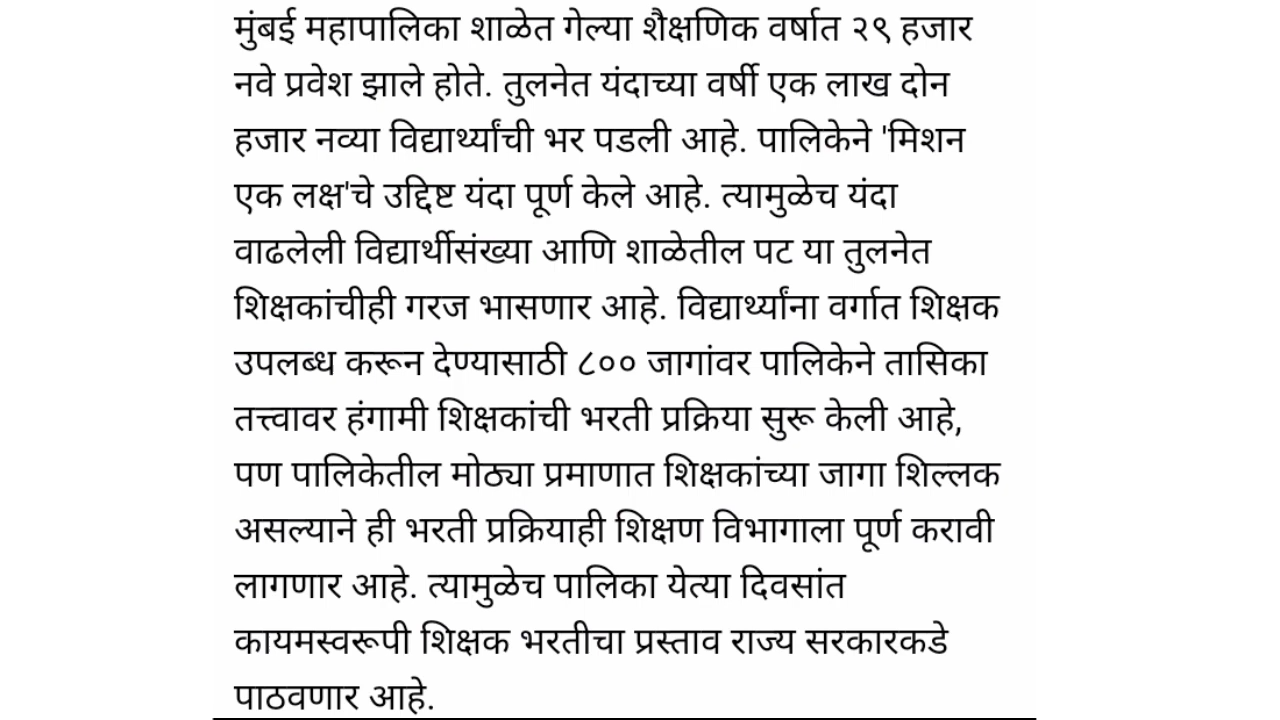 मुंबई महापालिका शाळेत गेल्या शैक्षणिक वर्षात २९ हजार
नवे प्रवेश झाले होते. तुलनेत यंदाच्या वर्षी एक लाख दोन
हजार नव्या विद्यार्थ्यांची भर पडली आहे. पालिकेने 'मिशन
एक लक्ष'चे उद्दिष्ट यंदा पूर्ण केले आहे. त्यामुळेच यंदा
वाढलेली विद्यार्थीसंख्या आणि शाळेतील पट या तुलनेत
शिक्षकांचीही गरज भासणार आहे. विद्यार्थ्यांना वर्गात शिक्षक
उपलब्ध करून देण्यासाठी ८०० जागांवर पालिकेने तासिका
तत्त्वावर हंगामी शिक्षकांची भरती प्रक्रिया सुरू केली आहे,
पण पालिकेतील मोठ्या प्रमाणात शिक्षकांच्या जागा शिल्लक
असल्याने ही भरती प्रक्रियाही शिक्षण विभागाला पूर्ण करावी
लागणार आहे. त्यामुळेच पालिका येत्या दिवसांत
कायमस्वरूपी शिक्षक भरतीचा प्रस्ताव राज्य सरकारकडे
पाठवणार आहे.